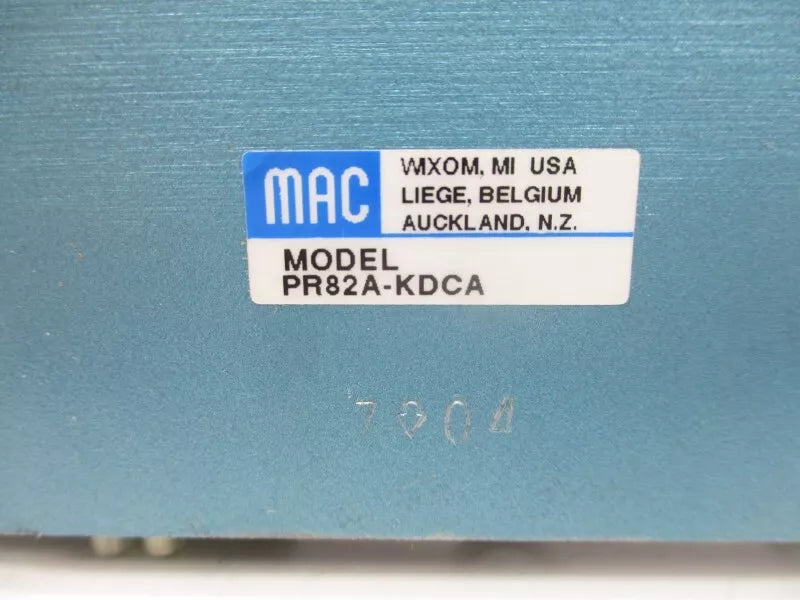 MAC
WIXOM, MI USA
LIEGE, BELGIUM
AUCKLAND, N.Z.
MODEL
PR82A-KDCA